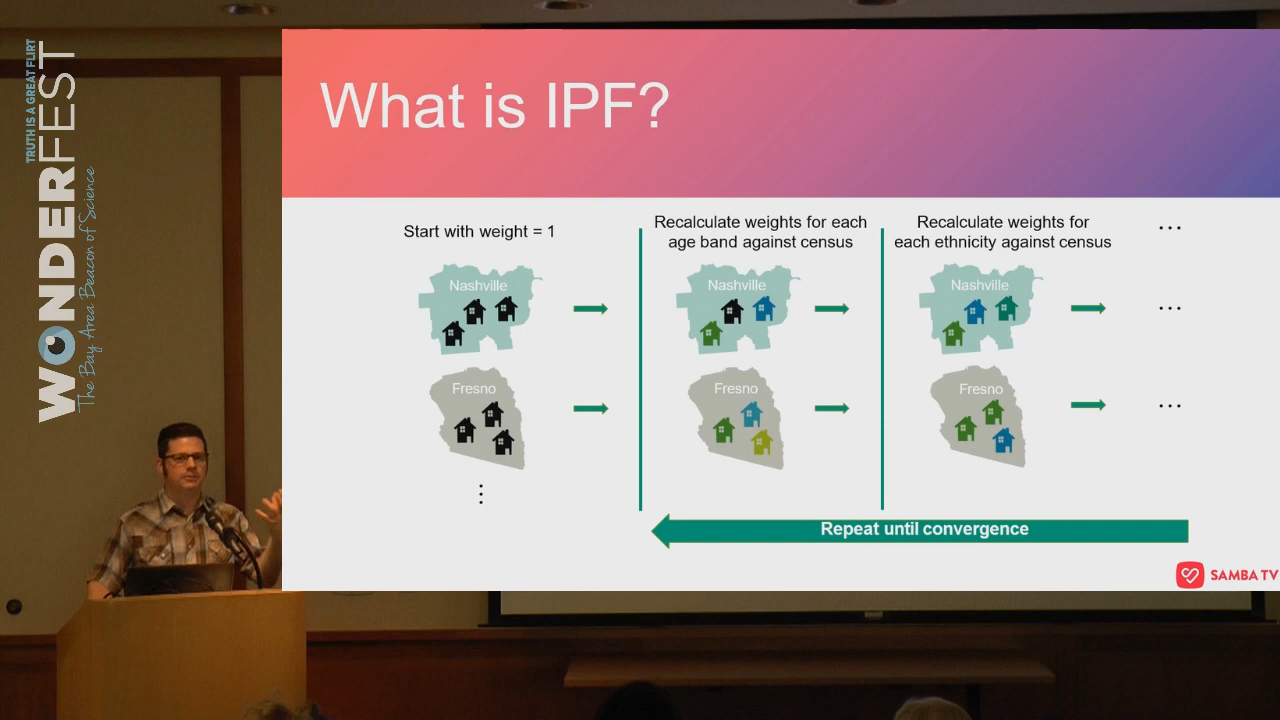 TRUTH IS A GREAT FLIRT
WONDERFEST
The Bay Area Beacon of Science
What is IPF?
Start with weight = 1
Recalculate weights for each
age band against census
Recalculate weights for
each ethnicity against census
...
Nashville
Nashville
Nashville
...
Fresno
Fresno
Fresno
...
⋮
Repeat until convergence
SAMBA TV